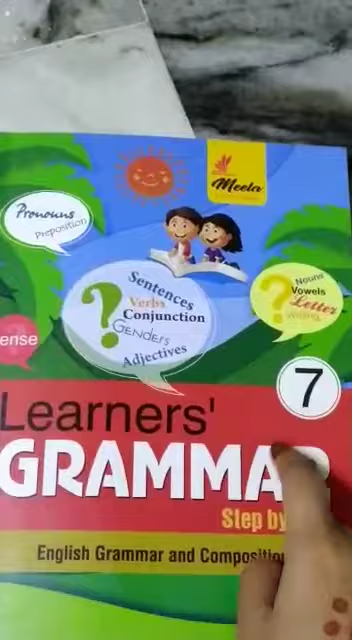 Meela
Pronouns
Preposition
Sentences
Verbs
Conjunction
GENDERS
Adjectives
Nouns
Vowels
Letter
writing
ense
7
Learners'
GRAMMA
Step by
English Grammar and Compositio